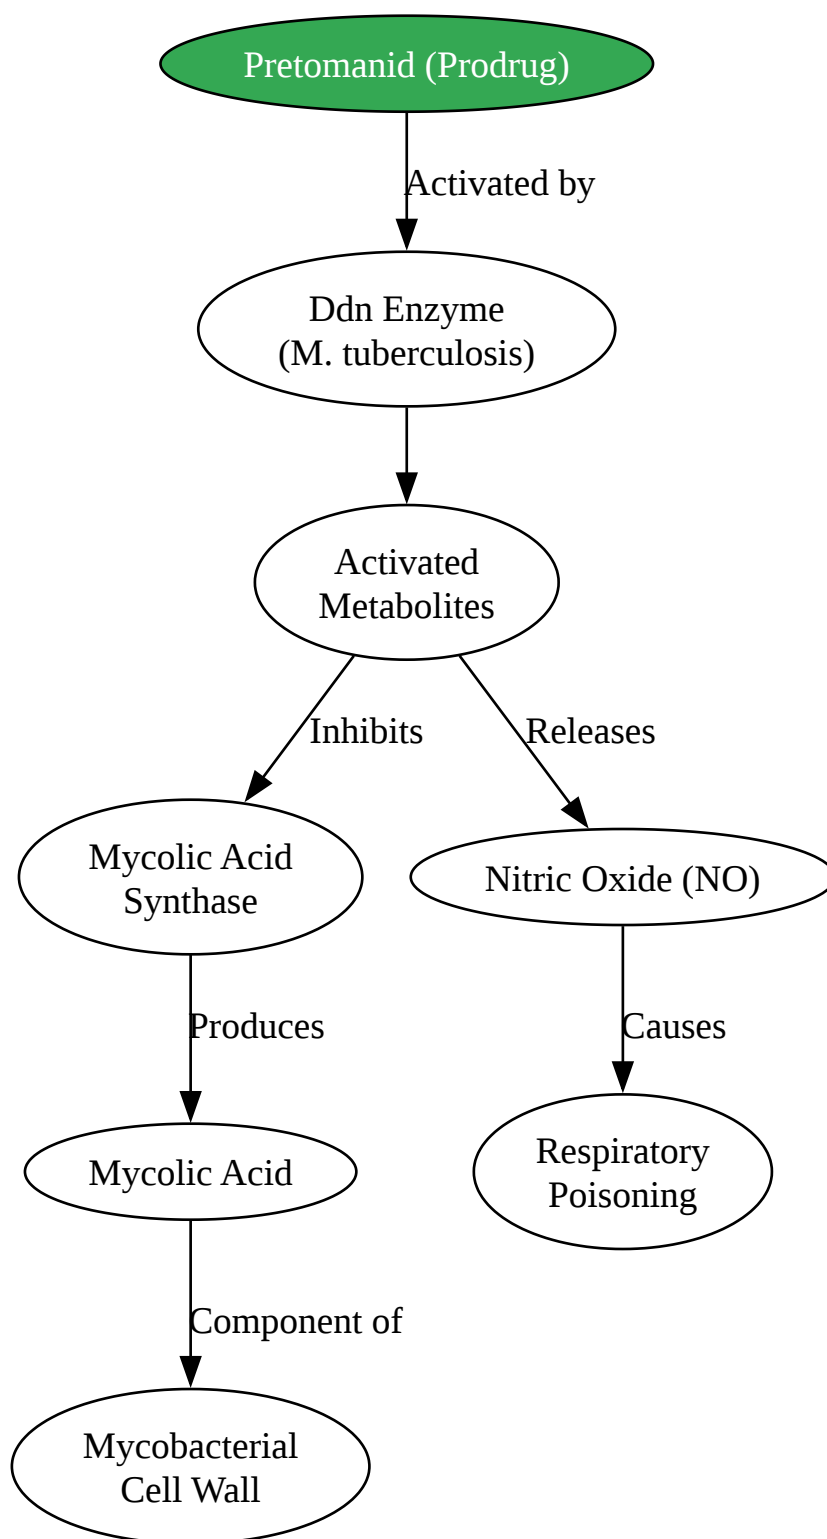 Pretomanid (Prodrug)
Activated by
Ddn Enzyme
(M. tuberculosis)
Activated
Metabolites
Inhibits
Releases
Mycolic Acid
Synthase
Nitric Oxide (NO)
Produces
Causes
Mycolic Acid
Respiratory
Poisoning
Component of
Mycobacterial
Cell Wall